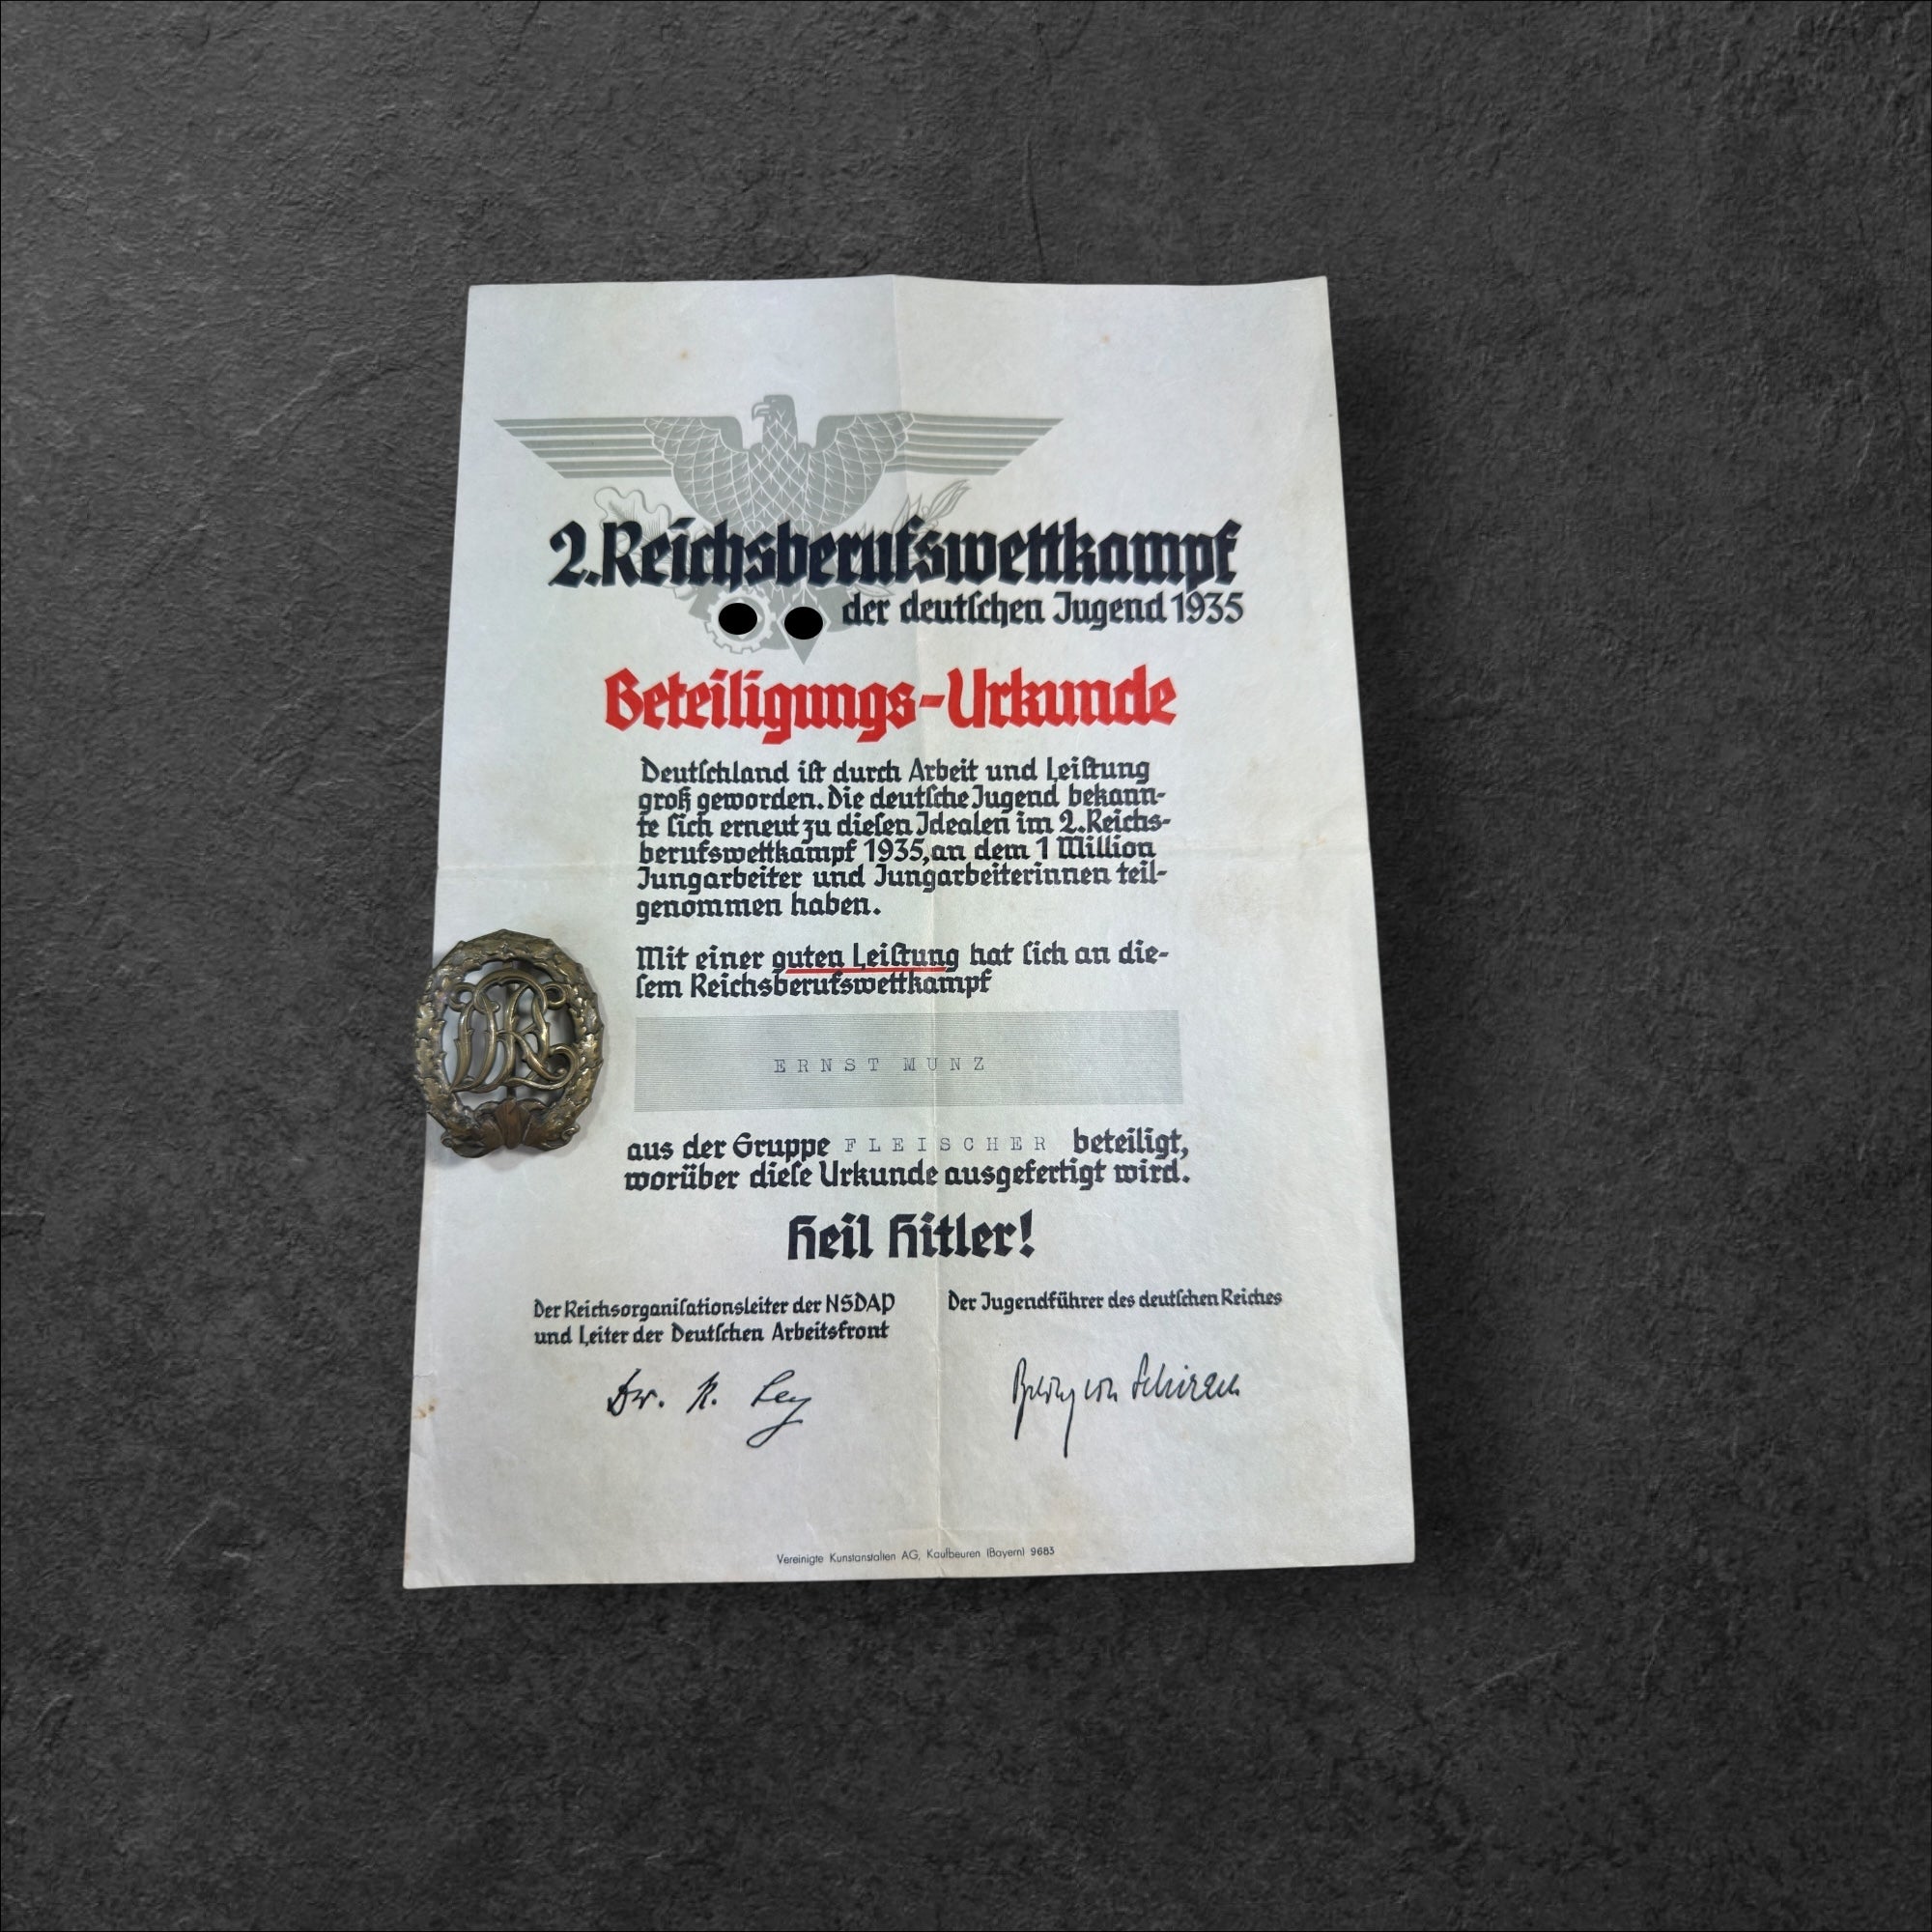 2. Reichsberufswettkampf
der deutſchen Jugend 1935
Beteiligungs-Urkunde
Deutſchland iſt durch Arbeit und Leiſtung
groß geworden. Die deutſche Jugend bekann-
te ſich erneut zu dieſen Idealen im 2. Reichs-
berufswettkampf 1935, an dem 1 Million
Jungarbeiter und Jungarbeiterinnen teil-
genommen haben.
Mit einer guten Leiſtung hat ſich an die-
ſem Reichsberufswettkampf
ERNST MUNZ
aus der Gruppe FLEISCHER beteiligt,
worüber dieſe Urkunde ausgefertigt wird.
Heil Hitler!
Der Reichsorganiſationsleiter der NSDAP
und Leiter der Deutſchen Arbeitsfront
Der Jugendführer des deutſchen Reiches
Dr. R. Ley
Baldur von Schirach
Vereinigte Kunstanstalten AG, Kaufbeuren (Bayern) 9683
DRL